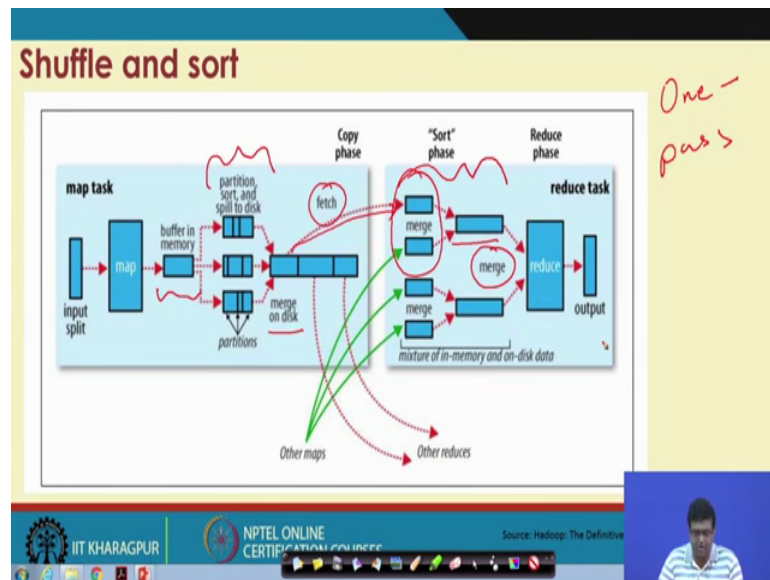 Shuffle and sort
One-
pass
Copy
phase
"Sort"
phase
Reduce
phase
map task
partition,
sort, and
spill to disk
fetch
reduce task
buffer in
memory
map
merge
merge
reduce
input
split
merge
on disk
merge
output
partitions
mixture of in-memory and on-disk data
Other maps
Other reduces
IIT KHARAGPUR
NPTEL ONLINE
CERTIFICATION COURSES
Source: Hadoop: The Definitive